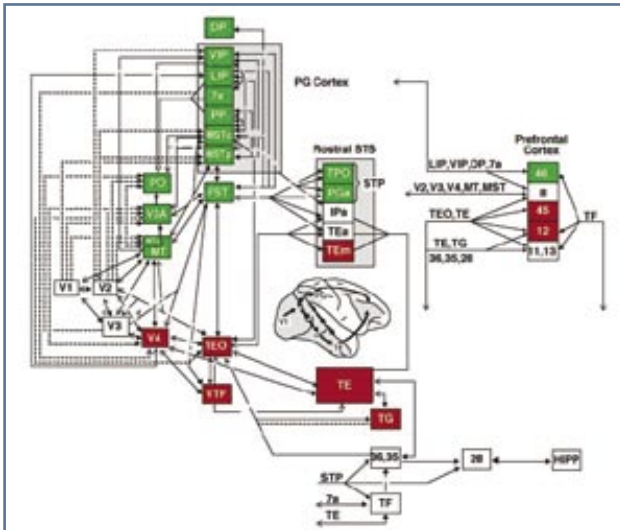 DP
VIP
LIP
7a
PP
MSTd
MSTp
PG Cortex
Rostral STS
TPO
PGa
STP
IPa
TEa
TEm
PO
V3A
FST
MT
V1
V2
V3
V4
TEO
VTF
TE
TG
Prefrontal
Cortex
LIP,VIP,DP,7a
46
V2,V3,V4,MT,MST
8
TEO,TE
45
TF
12
TE,TG
11,13
36,35,28
36,35
28
HIPP
STP
7a
TF
TE